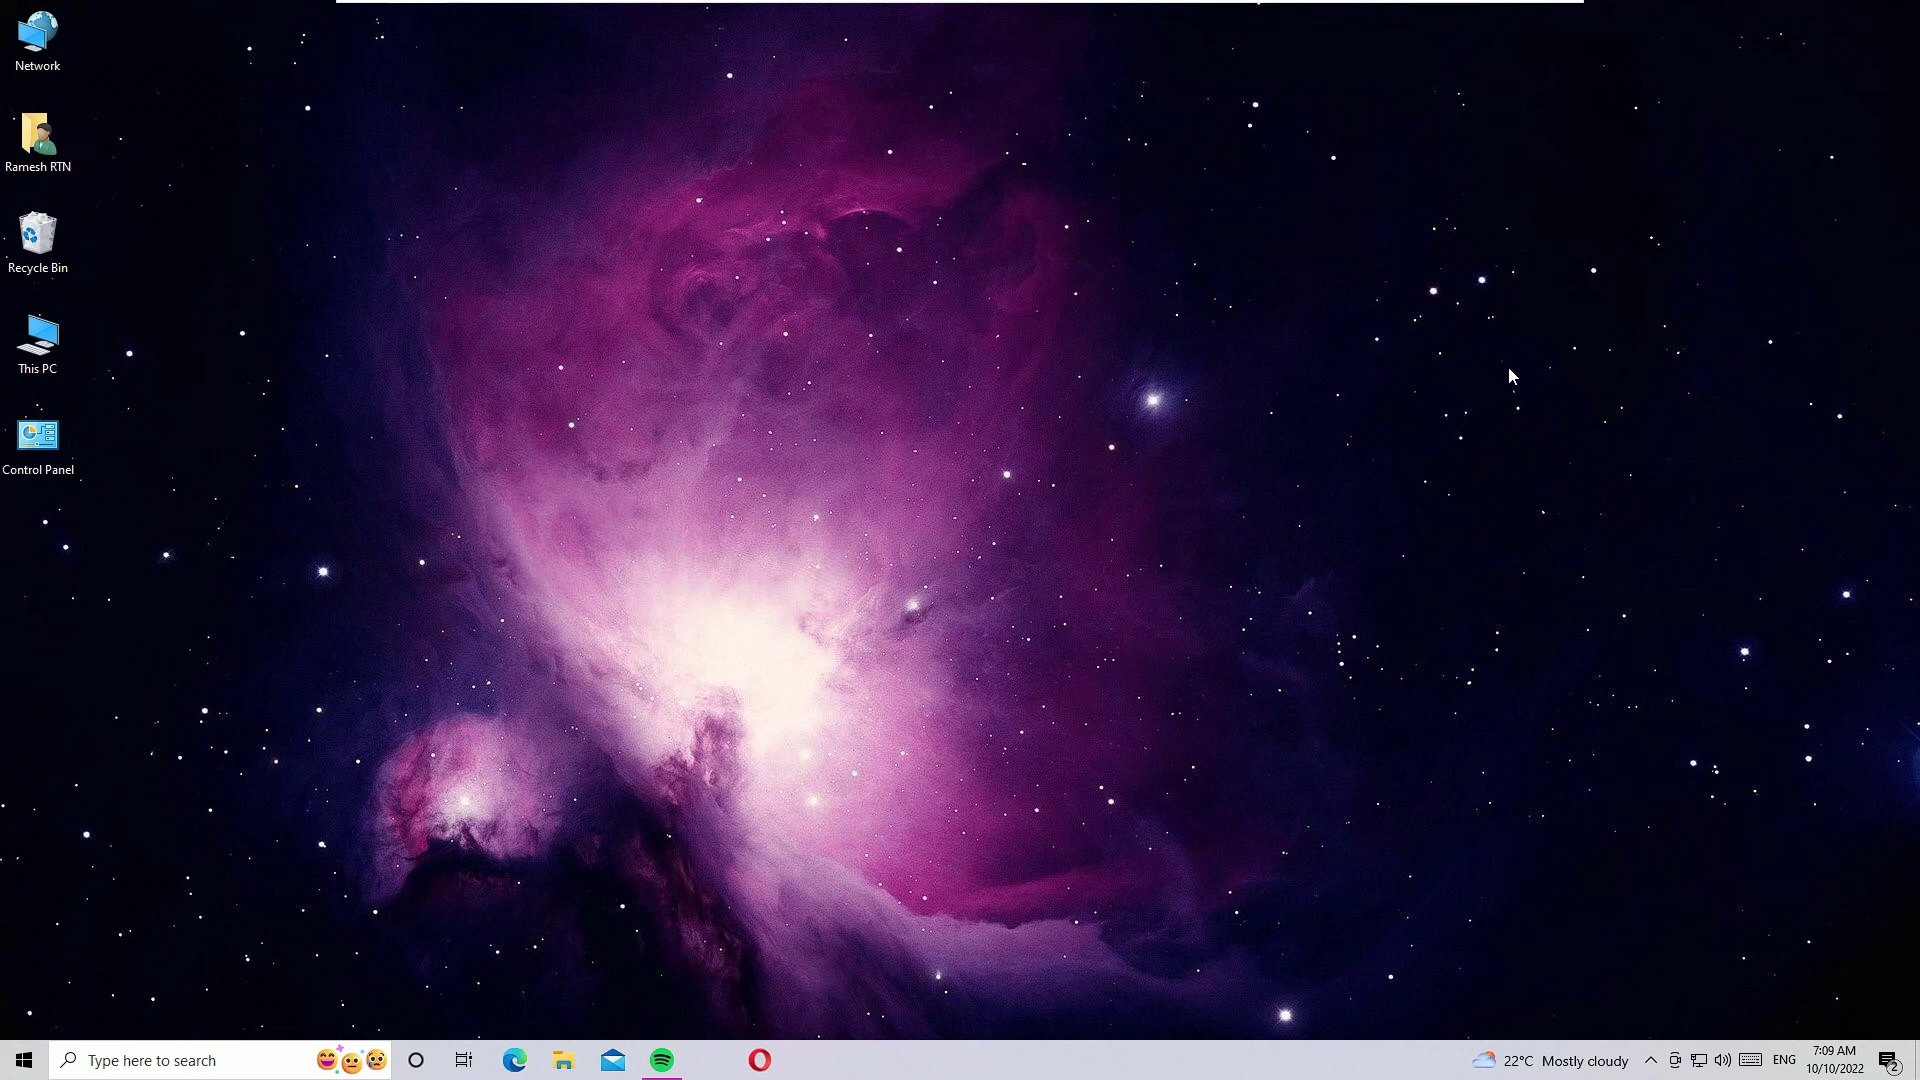 Network
Ramesh RTN
Recycle Bin
This PC
Control Panel
Type here to search
22°C Mostly cloudy
ENG
7:09 AM
10/10/2022
2